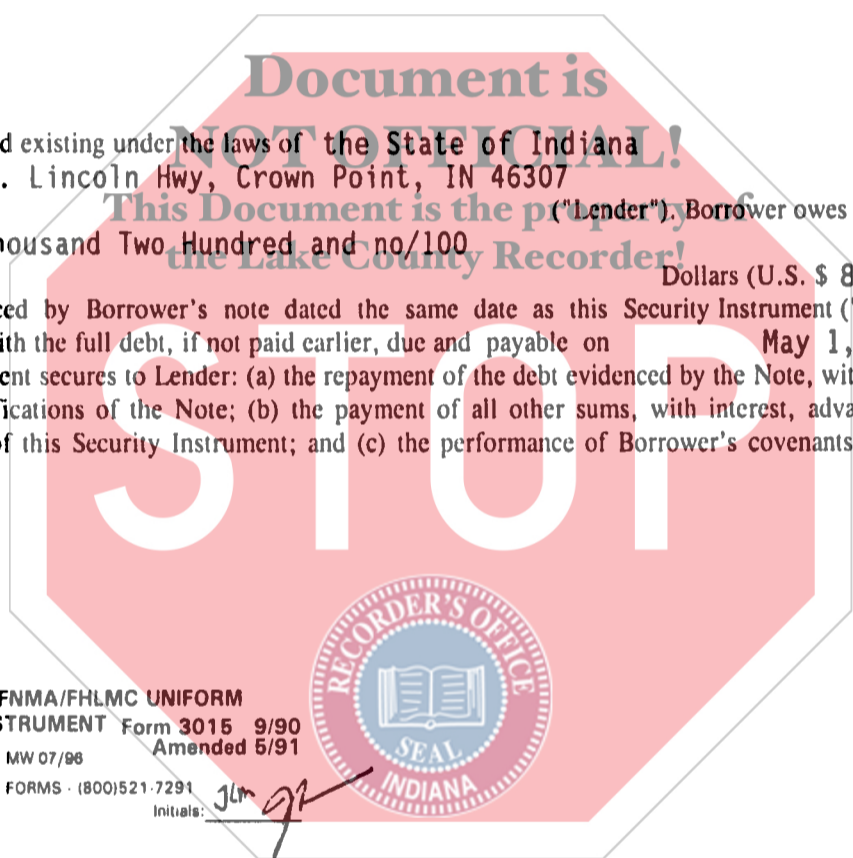 Document is
NOT OFFICIAL!
This Document is the property of
the Lake County Recorder!
STOP
d existing under the laws of the State of Indiana
. Lincoln Hwy, Crown Point, IN 46307
("Lender"). Borrower owes
housand Two Hundred and no/100
Dollars (U.S. $ 8
ced by Borrower's note dated the same date as this Security Instrument ("
ith the full debt, if not paid earlier, due and payable on May 1,
ent secures to Lender: (a) the repayment of the debt evidenced by the Note, wit
ications of the Note; (b) the payment of all other sums, with interest, adva
f this Security Instrument; and (c) the performance of Borrower's covenants
RECORDER'S OFFICE
SEAL
INDIANA
FNMA/FHLMC UNIFORM
STRUMENT Form 3015 9/90
Amended 5/91
MW 07/96
FORMS - (800)521-7291
Initials: JLM